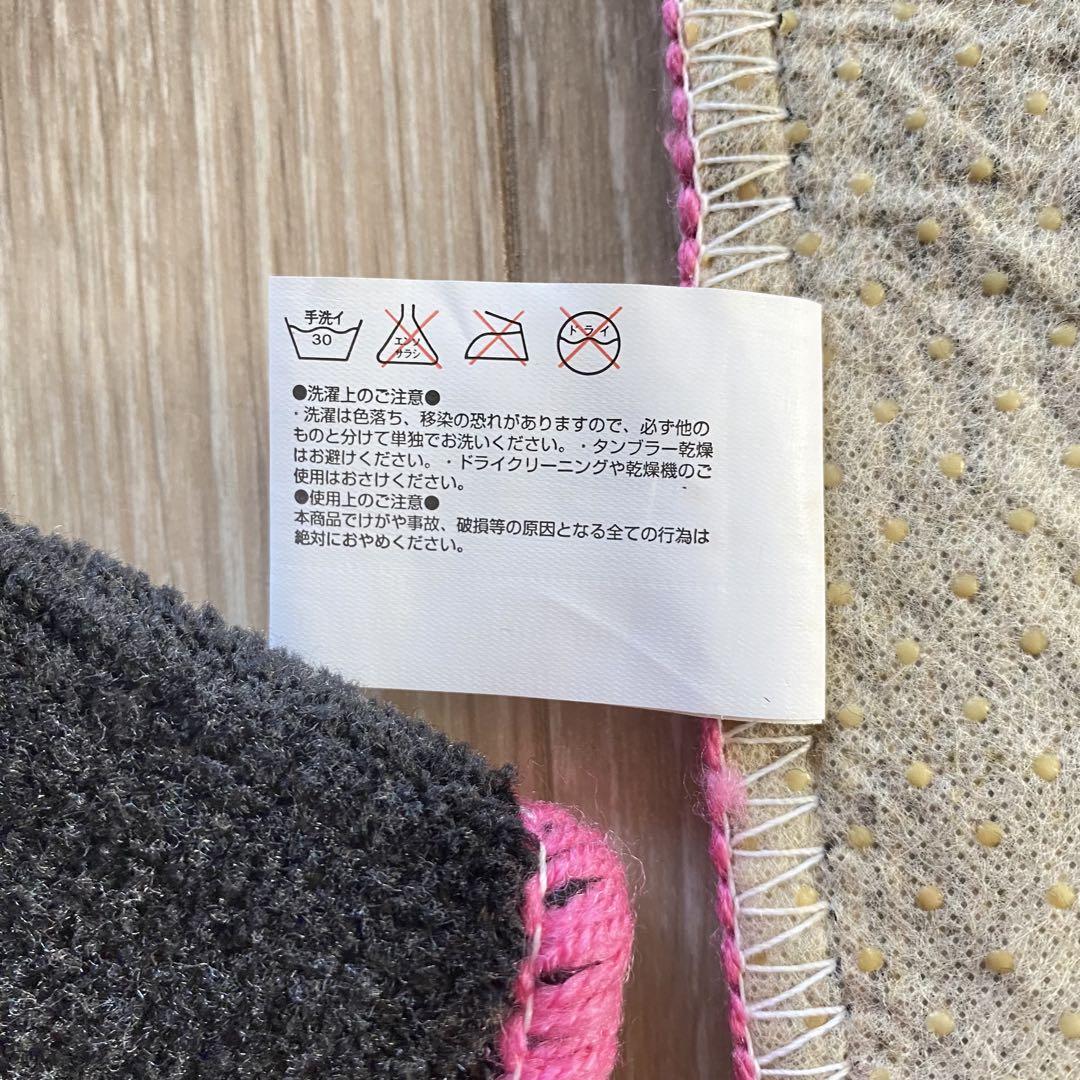 手洗イ
30
エンソ
サラシ
ドライ
●洗濯上のご注意●
・洗濯は色落ち、移染の恐れがありますので、必ず他の
ものと分けて単独でお洗いください。・タンブラー乾燥
はお避けください。・ドライクリーニングや乾燥機のご
使用はおさけください。
●使用上のご注意●
本商品でけがや事故、破損等の原因となる全ての行為は
絶対におやめください。